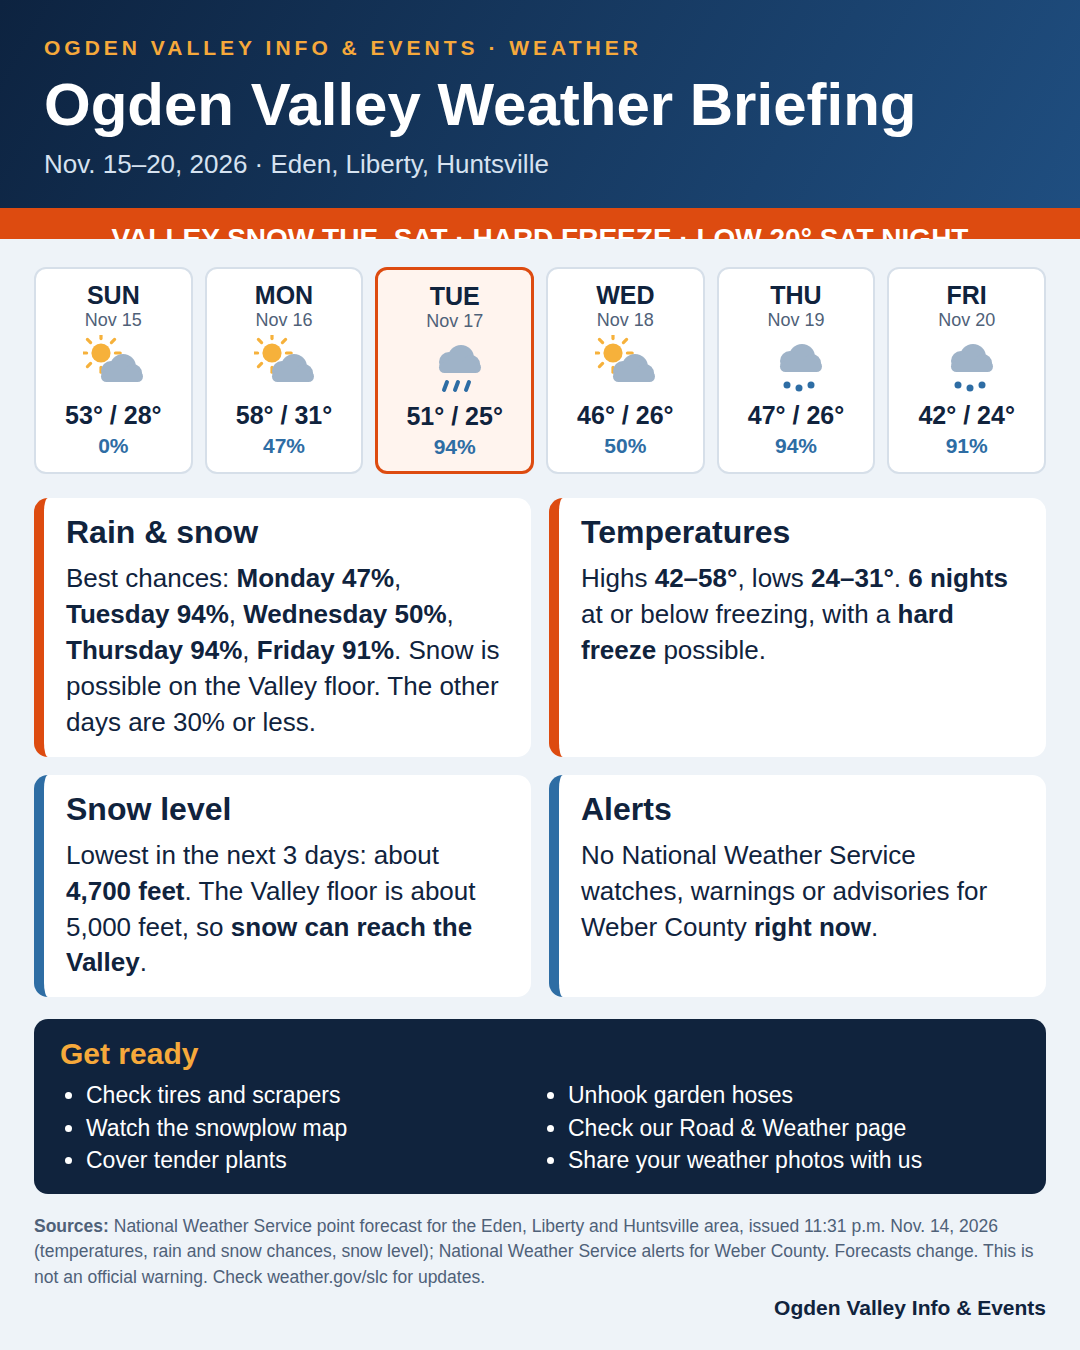 OGDEN VALLEY INFO & EVENTS · WEATHER
Ogden Valley Weather Briefing
Nov. 15–20, 2026 · Eden, Liberty, Huntsville
VALLEY SNOW TUE, SAT · HARD FREEZE · LOW 20° SAT NIGHT
SUN
Nov 15
53° / 28°
0%
MON
Nov 16
58° / 31°
47%
TUE
Nov 17
51° / 25°
94%
WED
Nov 18
46° / 26°
50%
THU
Nov 19
47° / 26°
94%
FRI
Nov 20
42° / 24°
91%
Rain & snow
Best chances: Monday 47%,
Tuesday 94%, Wednesday 50%,
Thursday 94%, Friday 91%. Snow is
possible on the Valley floor. The other
days are 30% or less.
Temperatures
Highs 42–58°, lows 24–31°. 6 nights
at or below freezing, with a hard
freeze possible.
Snow level
Lowest in the next 3 days: about
4,700 feet. The Valley floor is about
5,000 feet, so snow can reach the
Valley.
Alerts
No National Weather Service
watches, warnings or advisories for
Weber County right now.
Get ready
• Check tires and scrapers
• Watch the snowplow map
• Cover tender plants
• Unhook garden hoses
• Check our Road & Weather page
• Share your weather photos with us
Sources: National Weather Service point forecast for the Eden, Liberty and Huntsville area, issued 11:31 p.m. Nov. 14, 2026
(temperatures, rain and snow chances, snow level); National Weather Service alerts for Weber County. Forecasts change. This is
not an official warning. Check weather.gov/slc for updates.
Ogden Valley Info & Events